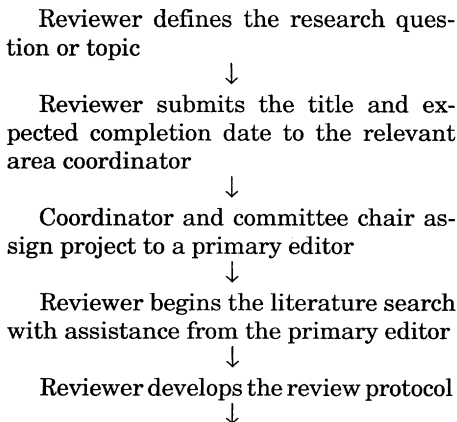 Reviewer defines the research ques-
tion or topic
↓
Reviewer submits the title and ex-
pected completion date to the relevant
area coordinator
↓
Coordinator and committee chair as-
sign project to a primary editor
↓
Reviewer begins the literature search
with assistance from the primary editor
↓
Reviewer develops the review protocol
↓